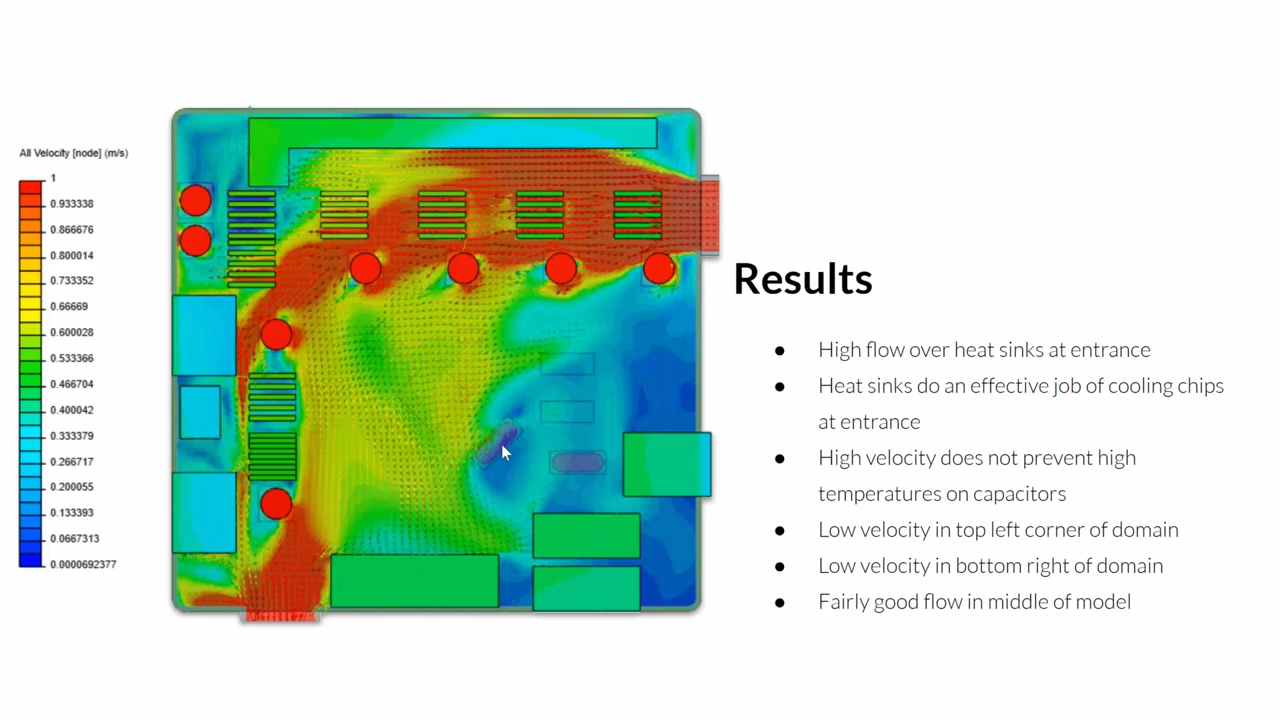 All Velocity [node] (m/s)
1
0.933338
0.866676
0.800014
0.733352
0.66669
0.600028
0.533366
0.466704
0.400042
0.333379
0.266717
0.200055
0.133393
0.0667313
0.0000692377
Results
● High flow over heat sinks at entrance
● Heat sinks do an effective job of cooling chips
at entrance
● High velocity does not prevent high
temperatures on capacitors
● Low velocity in top left corner of domain
● Low velocity in bottom right of domain
● Fairly good flow in middle of model